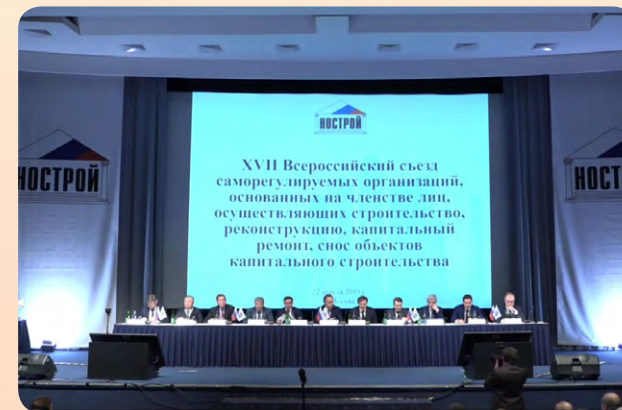 НОСТРОЙ
XVII Всероссийский съезд
саморегулируемых организаций,
основанных на членстве лиц,
осуществляющих строительство,
реконструкцию, капитальный
ремонт, снос объектов
капитального строительства
НОСТРОЙ
НОСТ